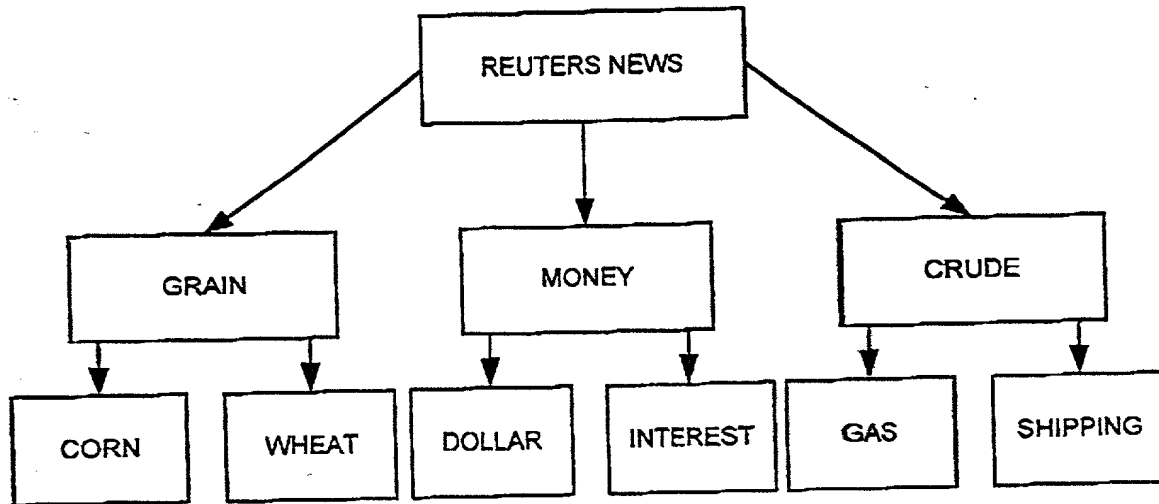 REUTERS NEWS
GRAIN
MONEY
CRUDE
CORN
WHEAT
DOLLAR
INTEREST
GAS
SHIPPING